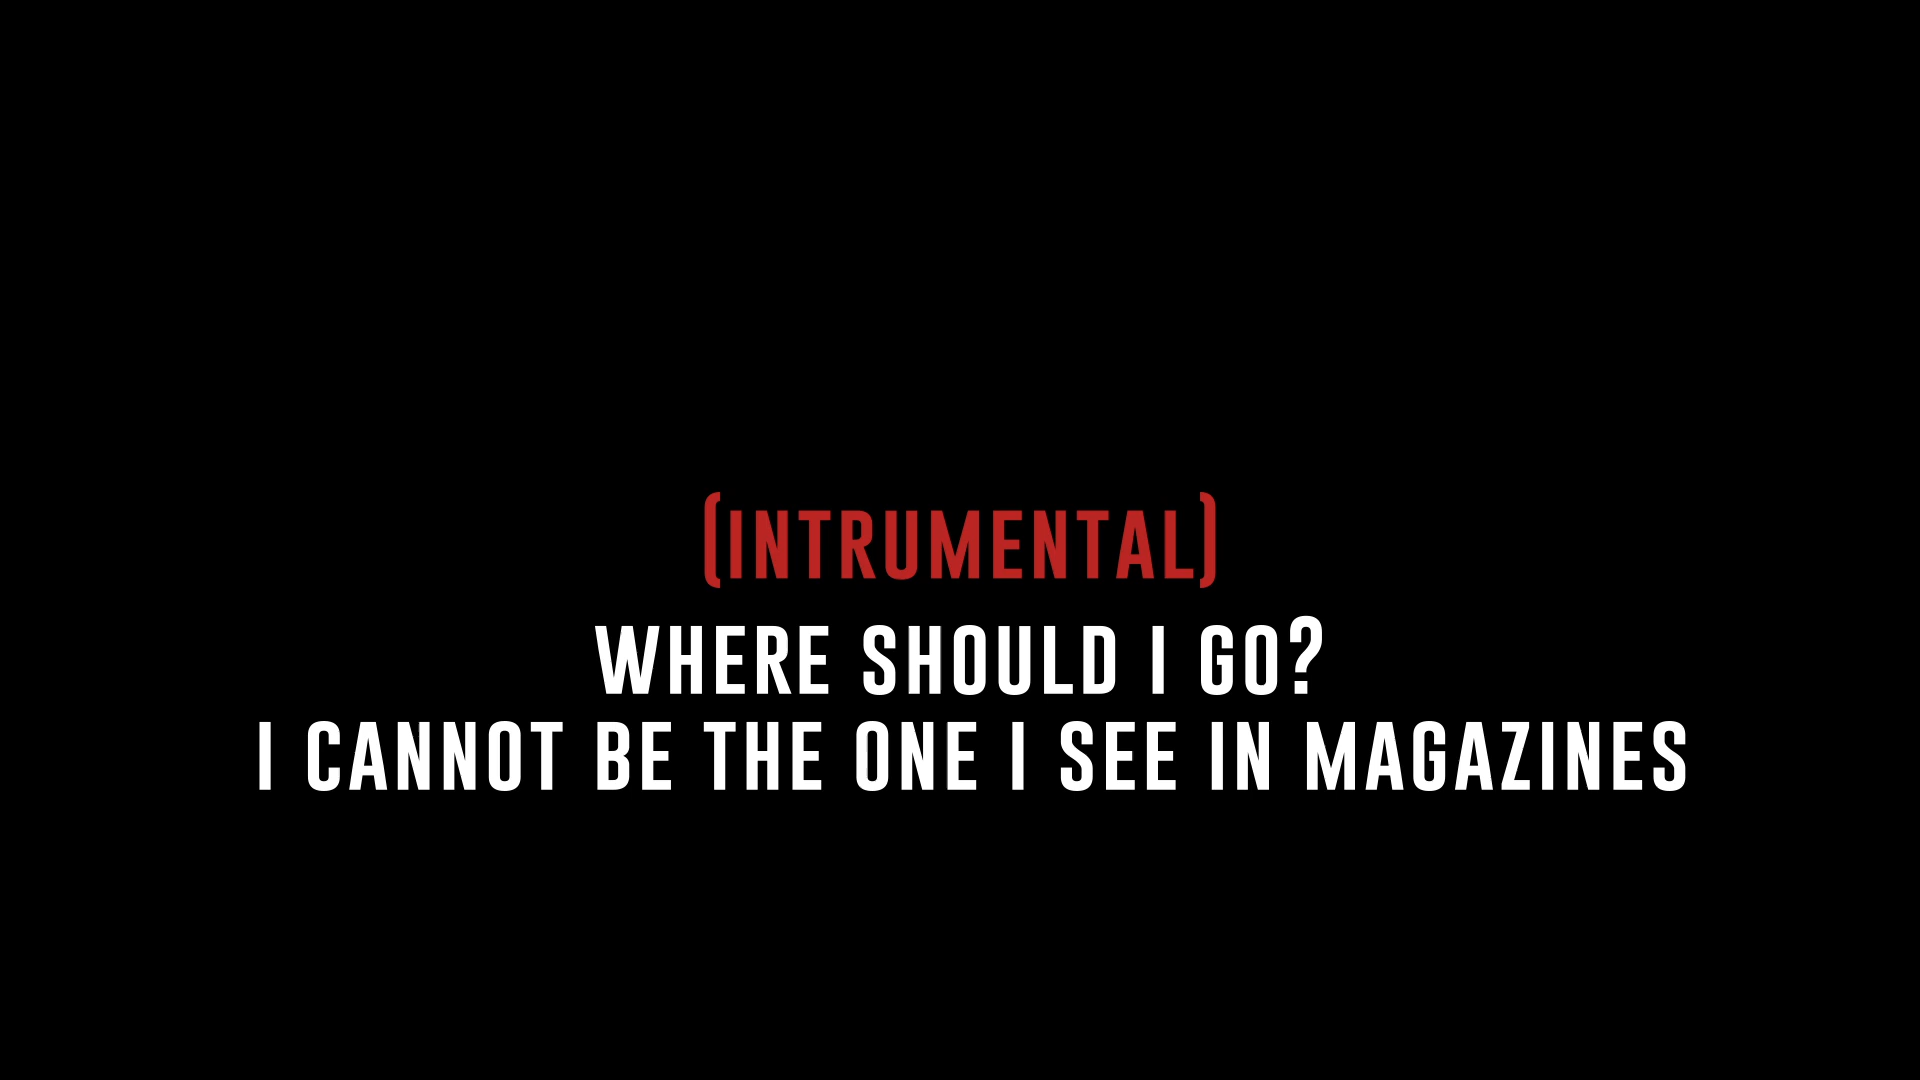 (INTRUMENTAL)
WHERE SHOULD I GO?
I CANNOT BE THE ONE I SEE IN MAGAZINES